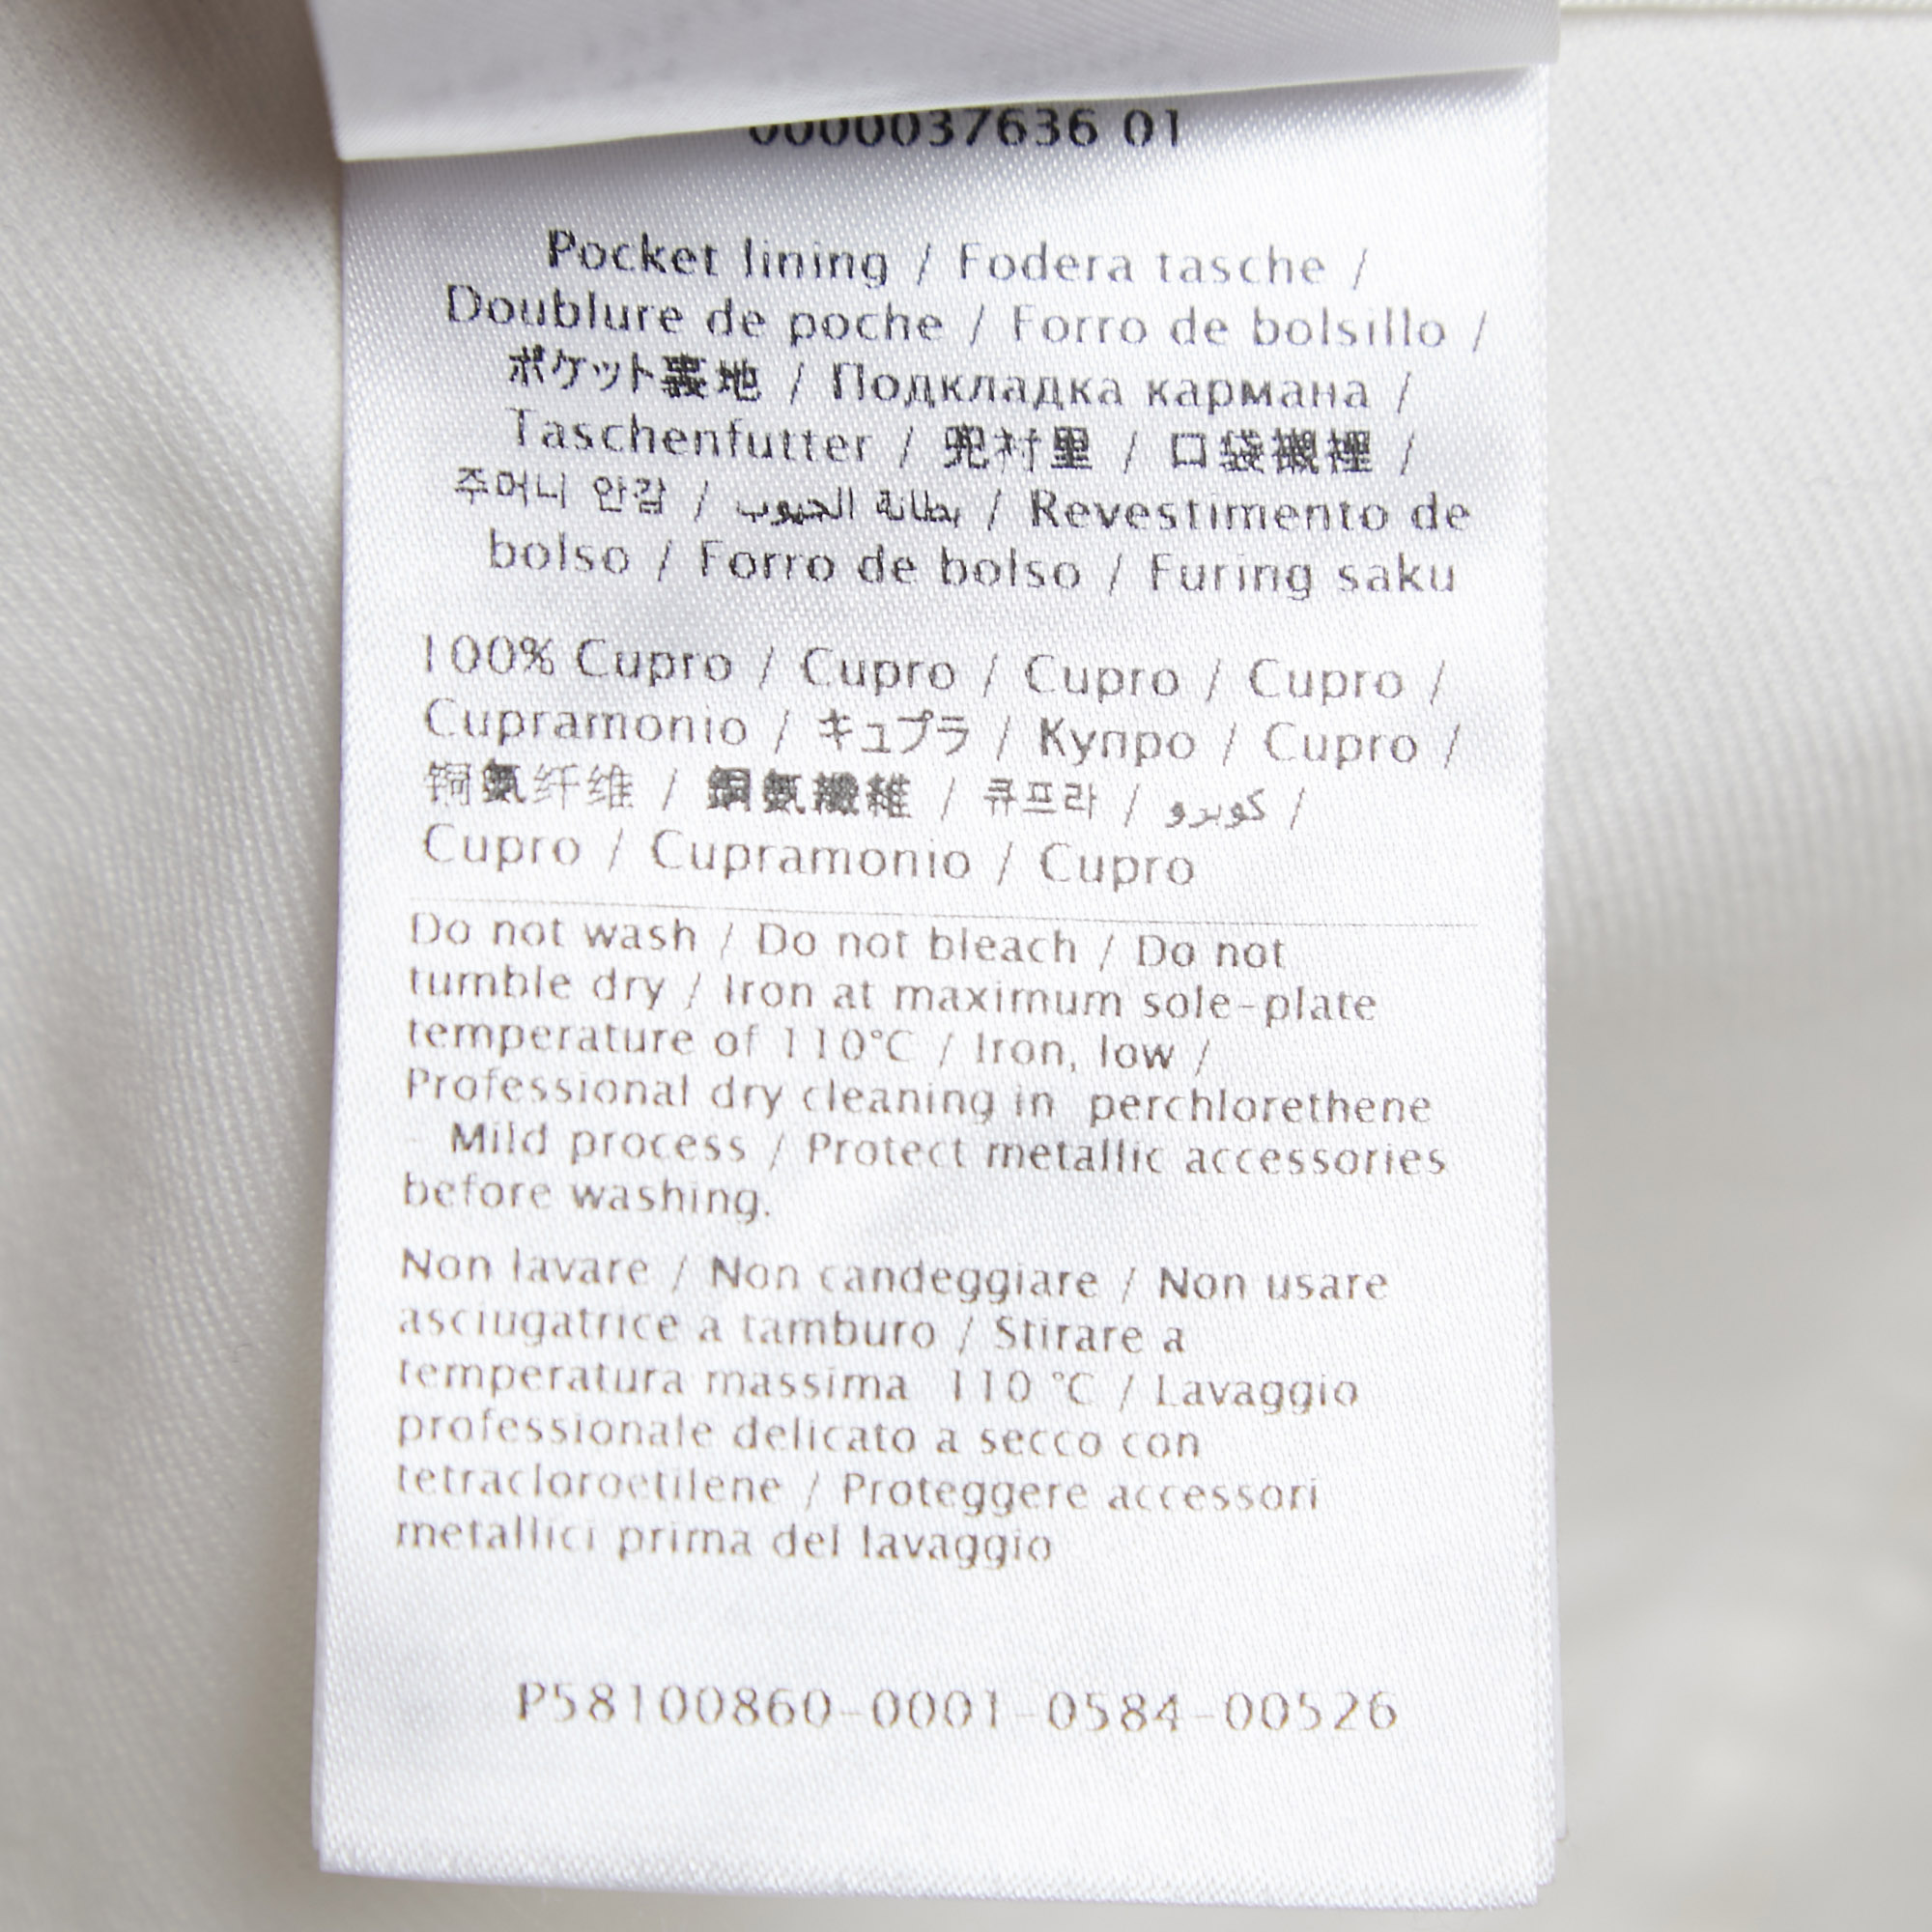 0000037636 01
Pocket lining / Fodera tasche /
Doublure de poche / Forro de bolsillo /
ポケット裏地 / Подкладка кармана /
Taschenfutter / 兜衬里 / 口袋襯裡 /
주머니 안감 / بطانة الجيوب / Revestimento de
bolso / Forro de bolso / Furing saku
100% Cupro / Cupro / Cupro / Cupro /
Cupramonio / キュプラ / Купро / Cupro /
铜氨纤维 / 銅氨纖維 / 큐프라 / كوبرو /
Cupro / Cupramonio / Cupro
Do not wash / Do not bleach / Do not
tumble dry / Iron at maximum sole-plate
temperature of 110°C / Iron, low /
Professional dry cleaning in perchlorethene
- Mild process / Protect metallic accessories
before washing.
Non lavare / Non candeggiare / Non usare
asciugatrice a tamburo / Stirare a
temperatura massima 110 °C / Lavaggio
professionale delicato a secco con
tetracloroetilene / Proteggere accessori
metallici prima del lavaggio
P58100860-0001-0584-00526